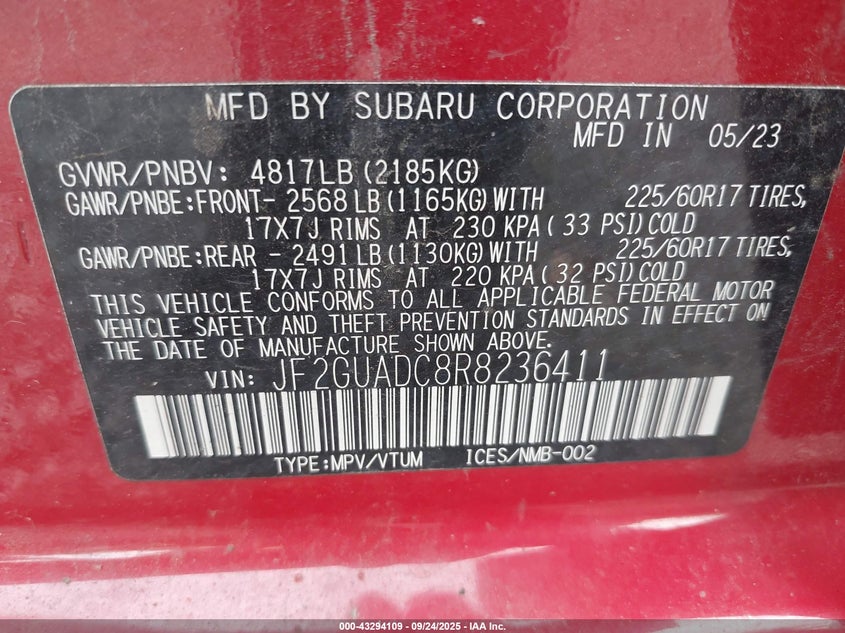 MFD BY SUBARU CORPORATION
MFD IN 05/23
GVWR/PNBV: 4817LB (2185KG)
GAWR/PNBE:FRONT- 2568 LB (1165KG)WITH 225/60R17 TIRES,
17X7J RIMS AT 230 KPA ( 33 PSI)COLD
GAWR/PNBE:REAR - 2491 LB (1130KG)WITH 225/60R17 TIRES,
17X7J RIMS AT 220 KPA ( 32 PSI)COLD
THIS VEHICLE CONFORMS TO ALL APPLICABLE FEDERAL MOTOR
VEHICLE SAFETY AND THEFT PREVENTION STANDARDS IN EFFECT ON
THE DATE OF MANUFACTURE SHOWN ABOVE.
VIN: JF2GUADC8R8236411
TYPE:MPV/VTUM ICES/NMB-002
000-43294109 - 09/24/2025 - IAA Inc.